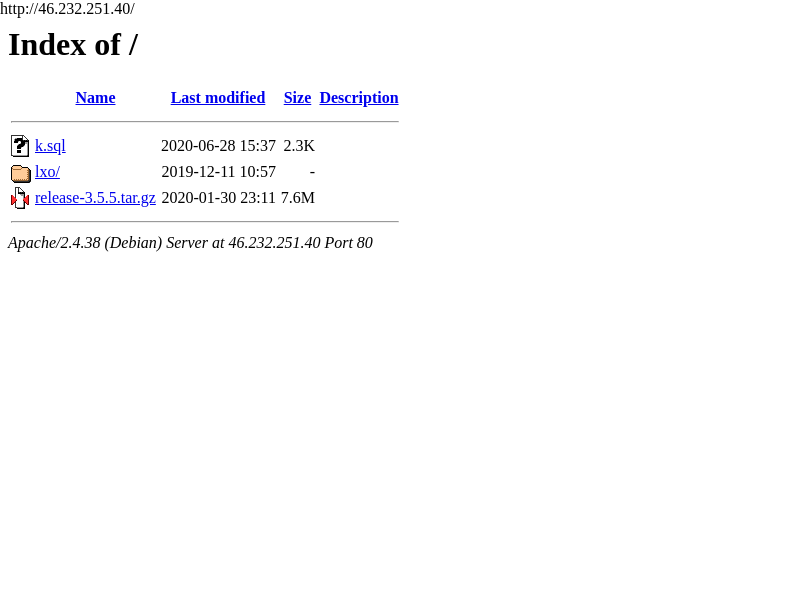 http://46.232.251.40/
Index of /
Name Last modified Size Description
k.sql 2020-06-28 15:37 2.3K
lxo/ 2019-12-11 10:57 -
release-3.5.5.tar.gz 2020-01-30 23:11 7.6M
Apache/2.4.38 (Debian) Server at 46.232.251.40 Port 80